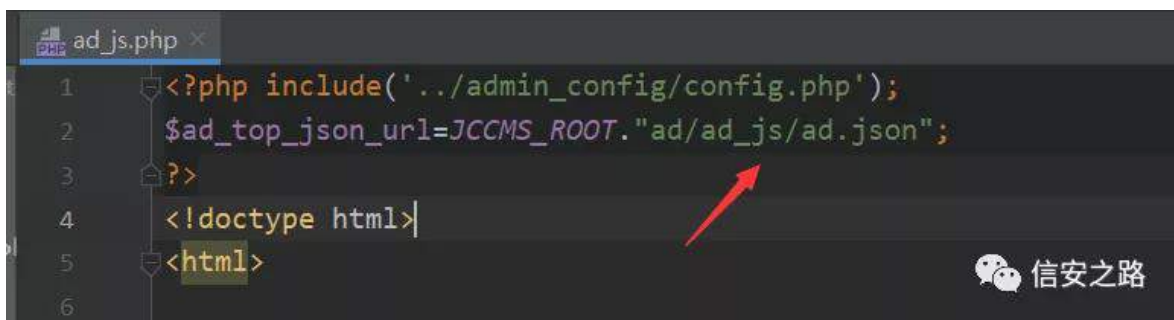 PHP ad_js.php ×
1 <?php include('../admin_config/config.php');
2 $ad_top_json_url=JCCMS_ROOT."ad/ad_js/ad.json";
3 ?>
4 <!doctype html>
5 <html>
6
信安之路